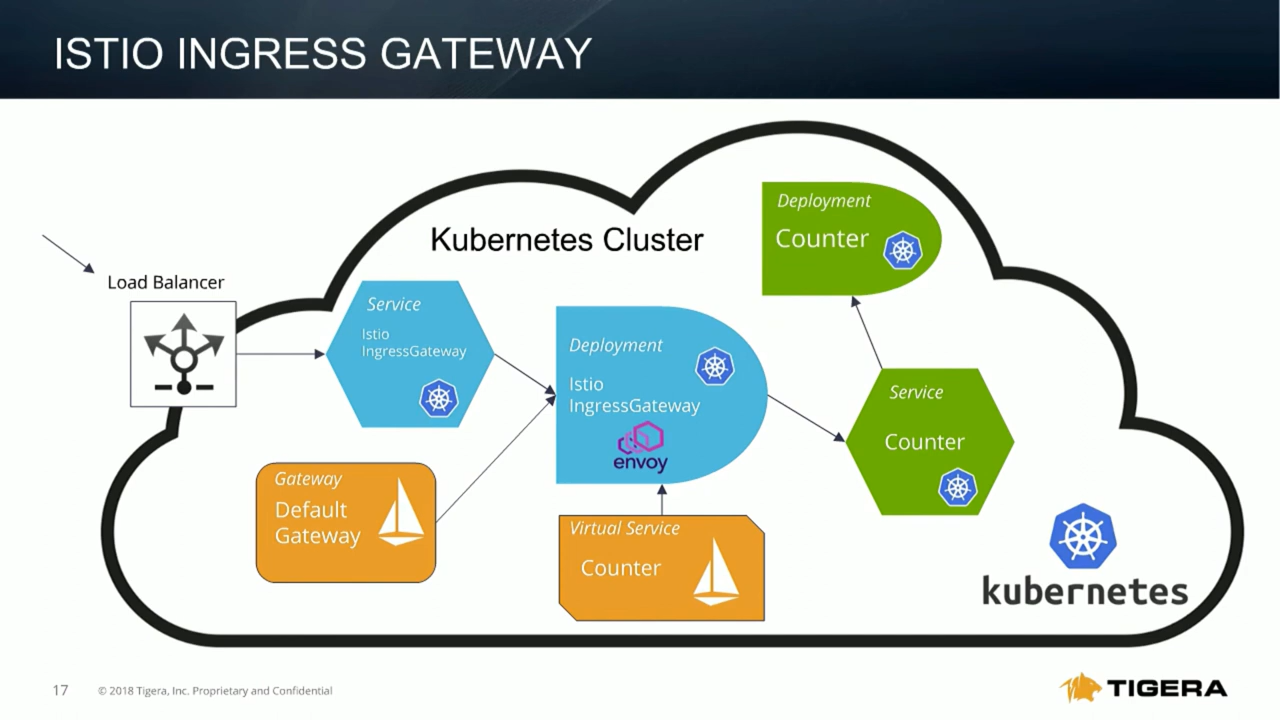 ISTIO INGRESS GATEWAY
Kubernetes Cluster
Load Balancer
Service
Istio
IngressGateway
Deployment
Istio
IngressGateway
envoy
Deployment
Counter
Service
Counter
Gateway
Default
Gateway
Virtual Service
Counter
kubernetes
17
© 2018 Tigera, Inc. Proprietary and Confidential
TIGERA